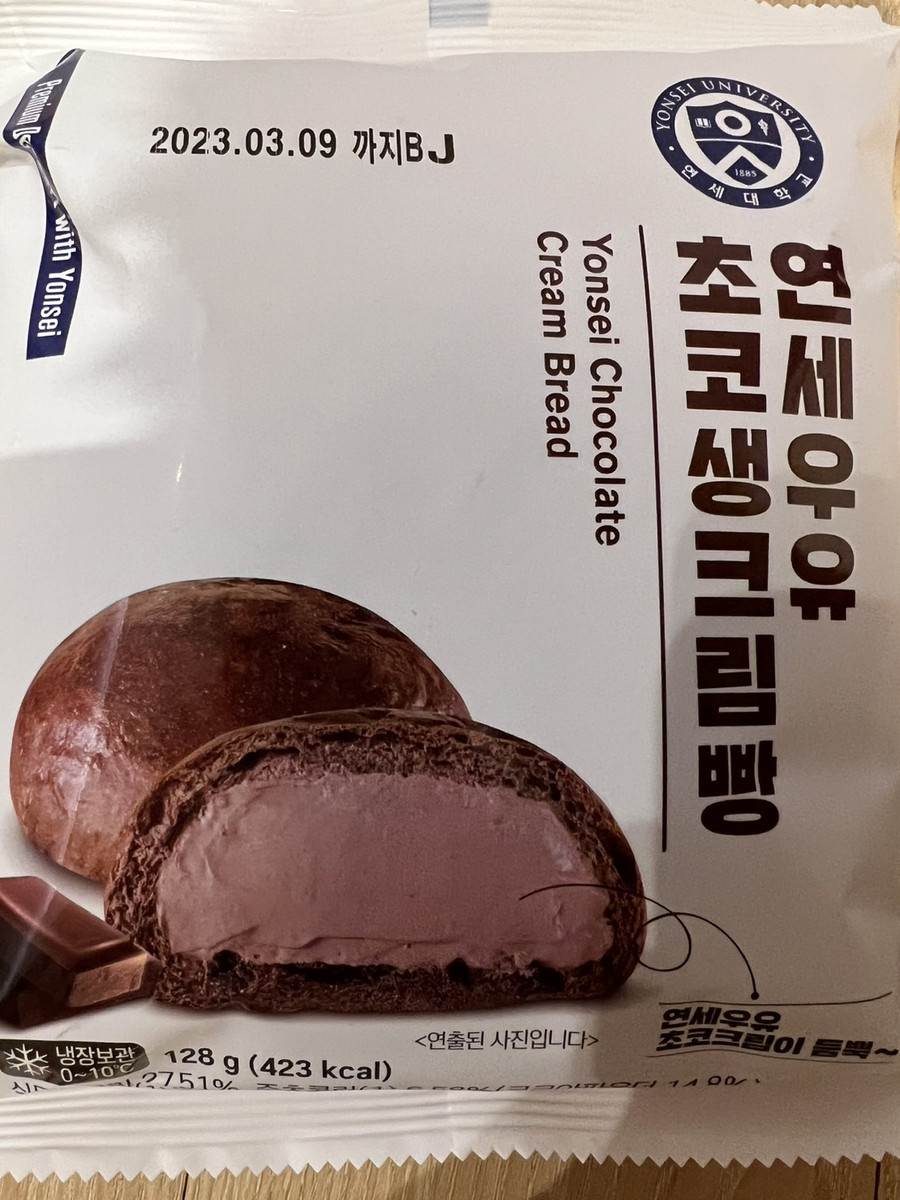 Premium
with Yonsei
2023.03.09 까지BJ
YONSEI UNIVERSITY
1885
연세대학교
연세우유
초코생크림빵
Yonsei Chocolate
Cream Bread
연세우유
초코크림이 듬뿍~
<연출된 사진입니다>
냉장보관
0~10℃
128 g (423 kcal)